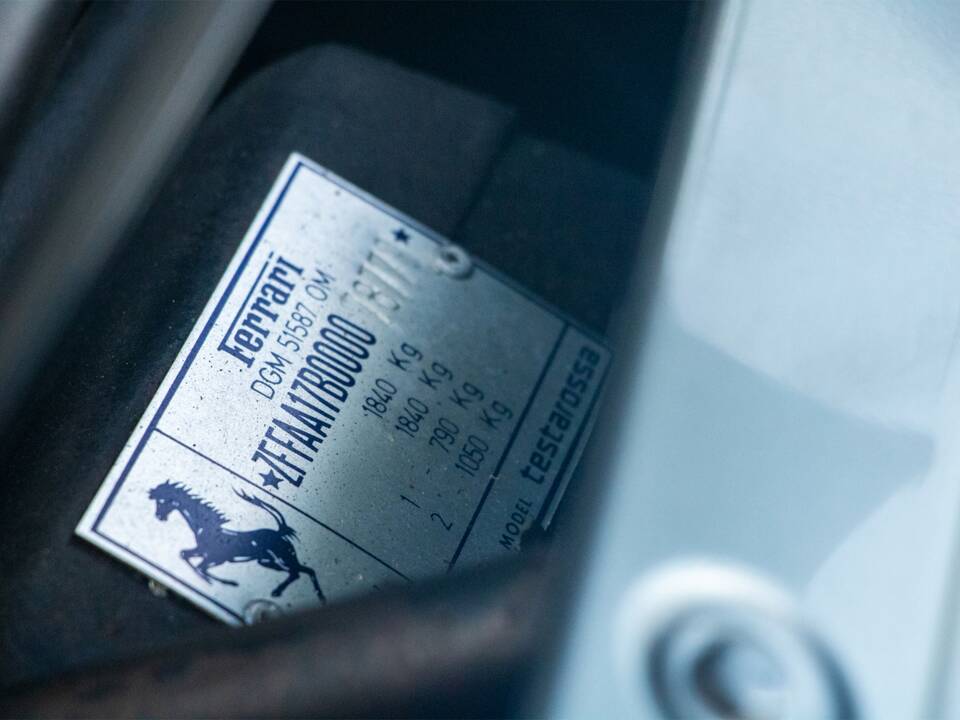 Ferrari
DGM 51587 OM
★ZFFAA17B0000 ★
1840 Kg
1840 Kg
1 - 790 Kg
2 - 1050 Kg
MODEL testarossa